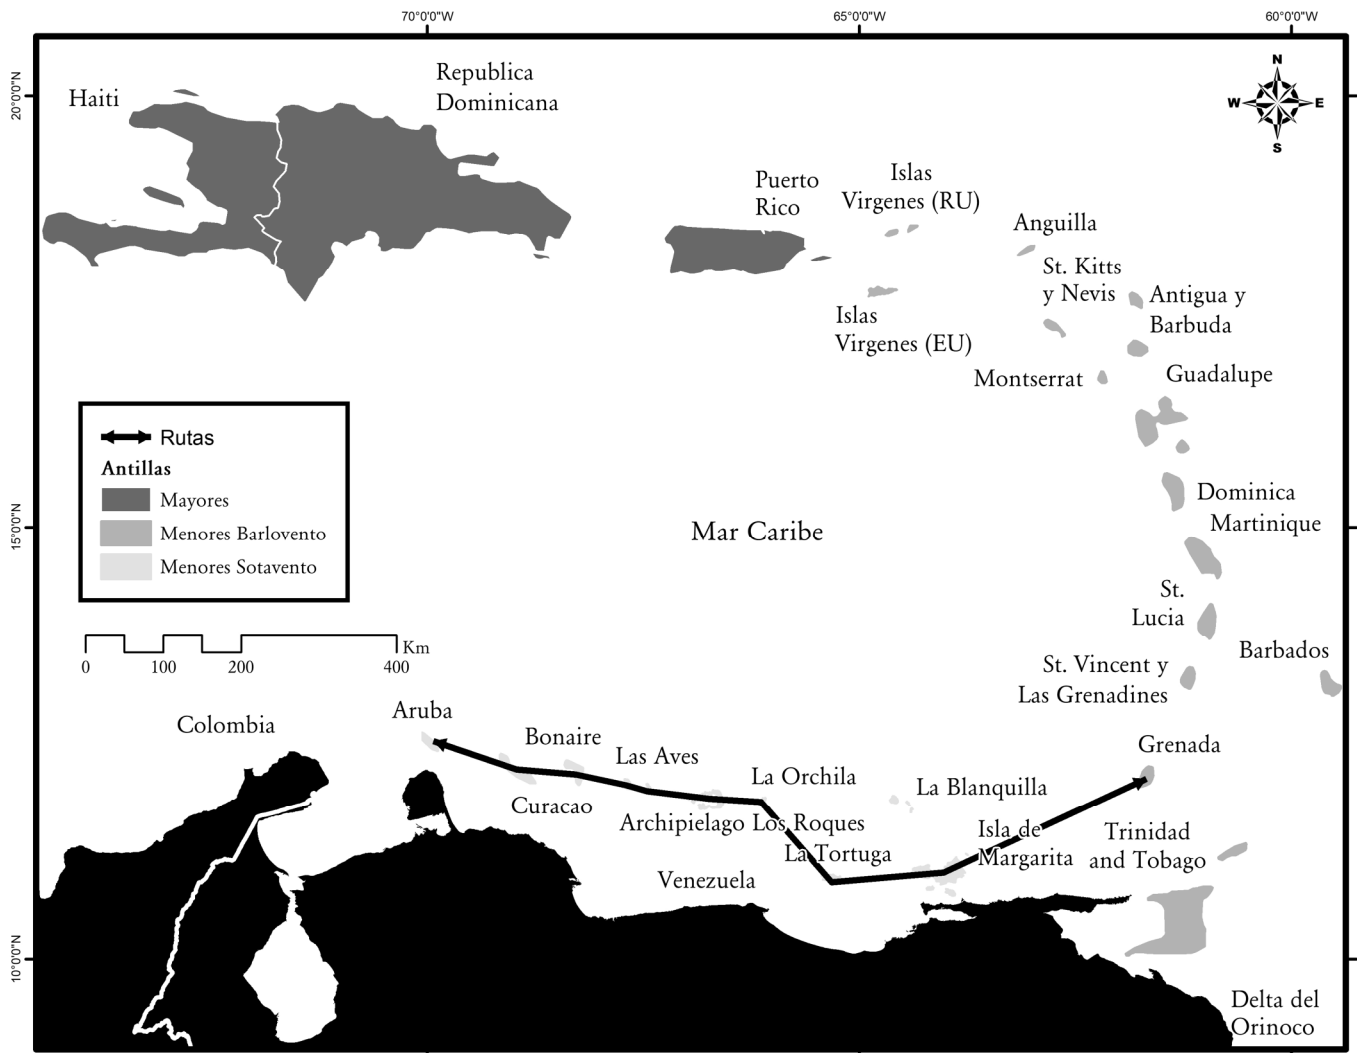 70°0'0"W
65°0'0"W
60°0'0"W
20°0'0"N
15°0'0"N
10°0'0"N
N
W
E
S
Haiti
Republica
Dominicana
Puerto
Rico
Islas
Virgenes (RU)
Anguilla
St. Kitts
y Nevis
Antigua y
Barbuda
Islas
Virgenes (EU)
Montserrat
Guadalupe
Rutas
Antillas
Mayores
Menores Barlovento
Menores Sotavento
Dominica
Martinique
Mar Caribe
St.
Lucia
Barbados
0
100
200
400
Km
St. Vincent y
Las Grenadines
Colombia
Aruba
Bonaire
Las Aves
Grenada
La Orchila
La Blanquilla
Curacao
Archipielago Los Roques
Isla de
Margarita
Trinidad
and Tobago
La Tortuga
Venezuela
Delta del
Orinoco